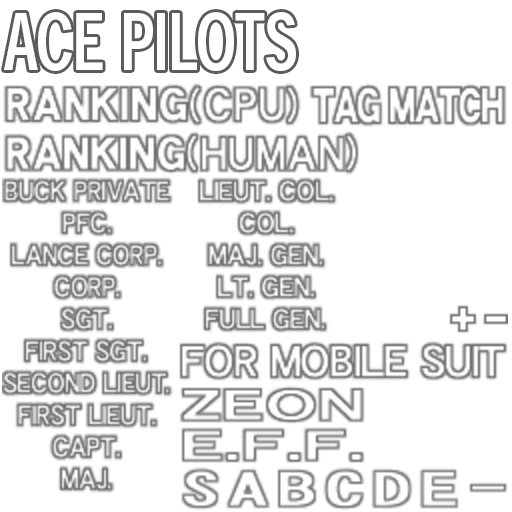 ACE PILOTS
RANKING(CPU) TAG MATCH
RANKING(HUMAN)
BUCK PRIVATE
PFC.
LANCE CORP.
CORP.
SGT.
FIRST SGT.
SECOND LIEUT.
FIRST LIEUT.
CAPT.
MAJ.
LIEUT. COL.
COL.
MAJ. GEN.
LT. GEN.
FULL GEN.
+ −
FOR MOBILE SUIT
ZEON
E.F.F.
S A B C D E −